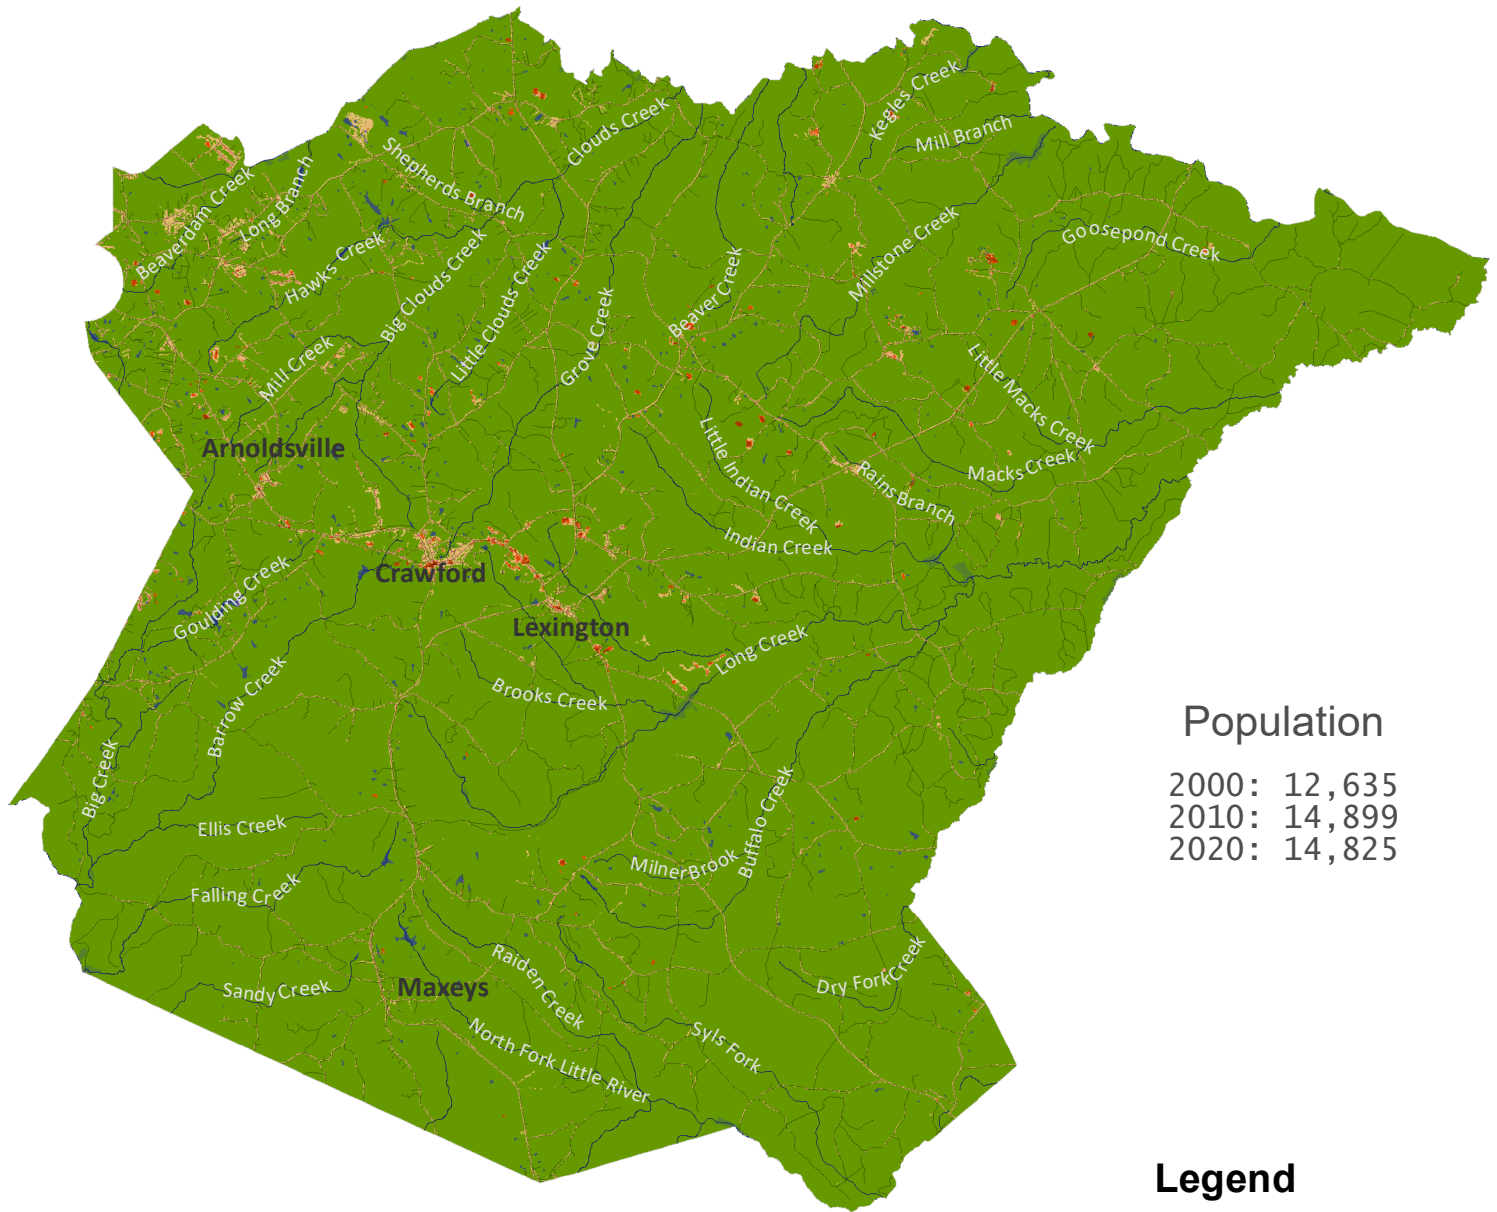 Kegles Creek
Clouds Creek
Mill Branch
Shepherds Branch
Beaverdam Creek
Long Branch
Goosepond Creek
Millstone Creek
Hawks Creek
Big Clouds Creek
Little Clouds Creek
Beaver Creek
Grove Creek
Mill Creek
Little Macks Creek
Arnoldsville
Macks Creek
Little Indian Creek
Rains Branch
Indian Creek
Crawford
Goulding Creek
Lexington
Long Creek
Barrow Creek
Brooks Creek
Population
2000: 12,635
2010: 14,899
2020: 14,825
Big Creek
Buffalo Creek
Ellis Creek
Milner Brook
Falling Creek
Raiden Creek
Dry Fork Creek
Sandy Creek
Maxeys
North Fork Little River
Syls Fork
Legend